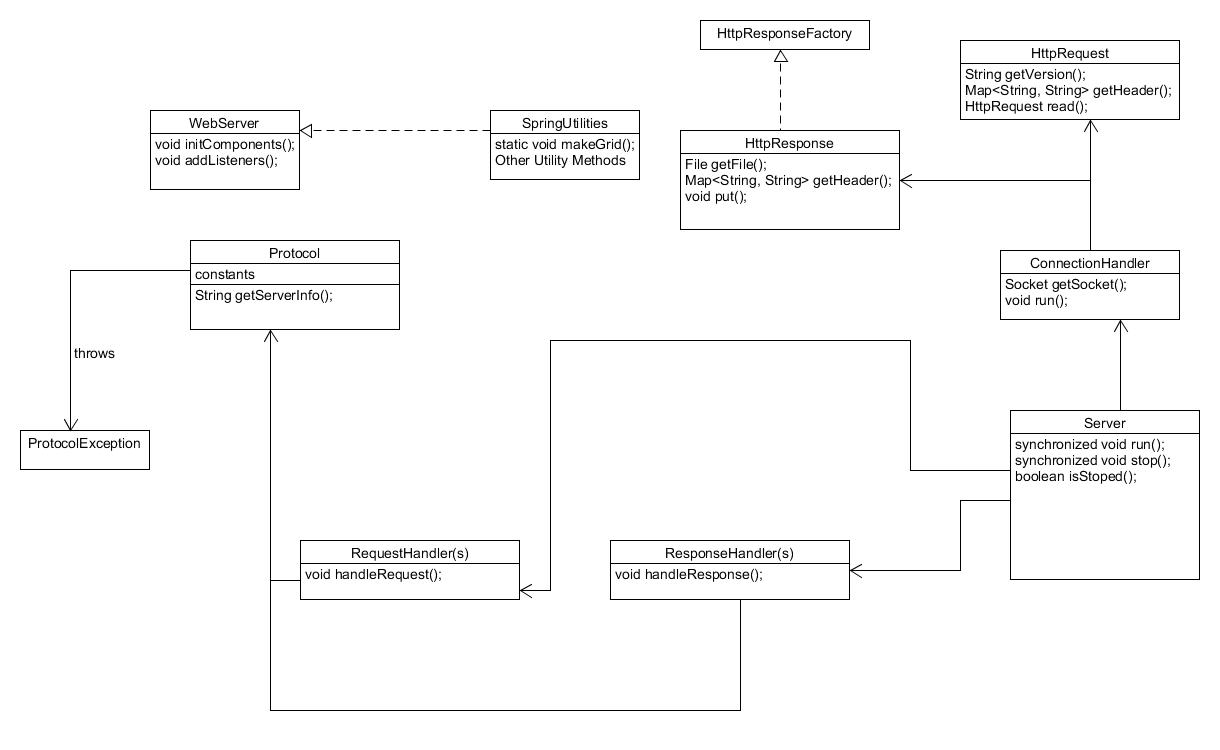 HttpResponseFactory
HttpRequest
String getVersion();
Map<String, String> getHeader();
HttpRequest read();
WebServer
void initComponents();
void addListeners();
SpringUtilities
static void makeGrid();
Other Utility Methods
HttpResponse
File getFile();
Map<String, String> getHeader();
void put();
Protocol
constants
String getServerInfo();
ConnectionHandler
Socket getSocket();
void run();
throws
ProtocolException
Server
synchronized void run();
synchronized void stop();
boolean isStoped();
RequestHandler(s)
void handleRequest();
ResponseHandler(s)
void handleResponse();